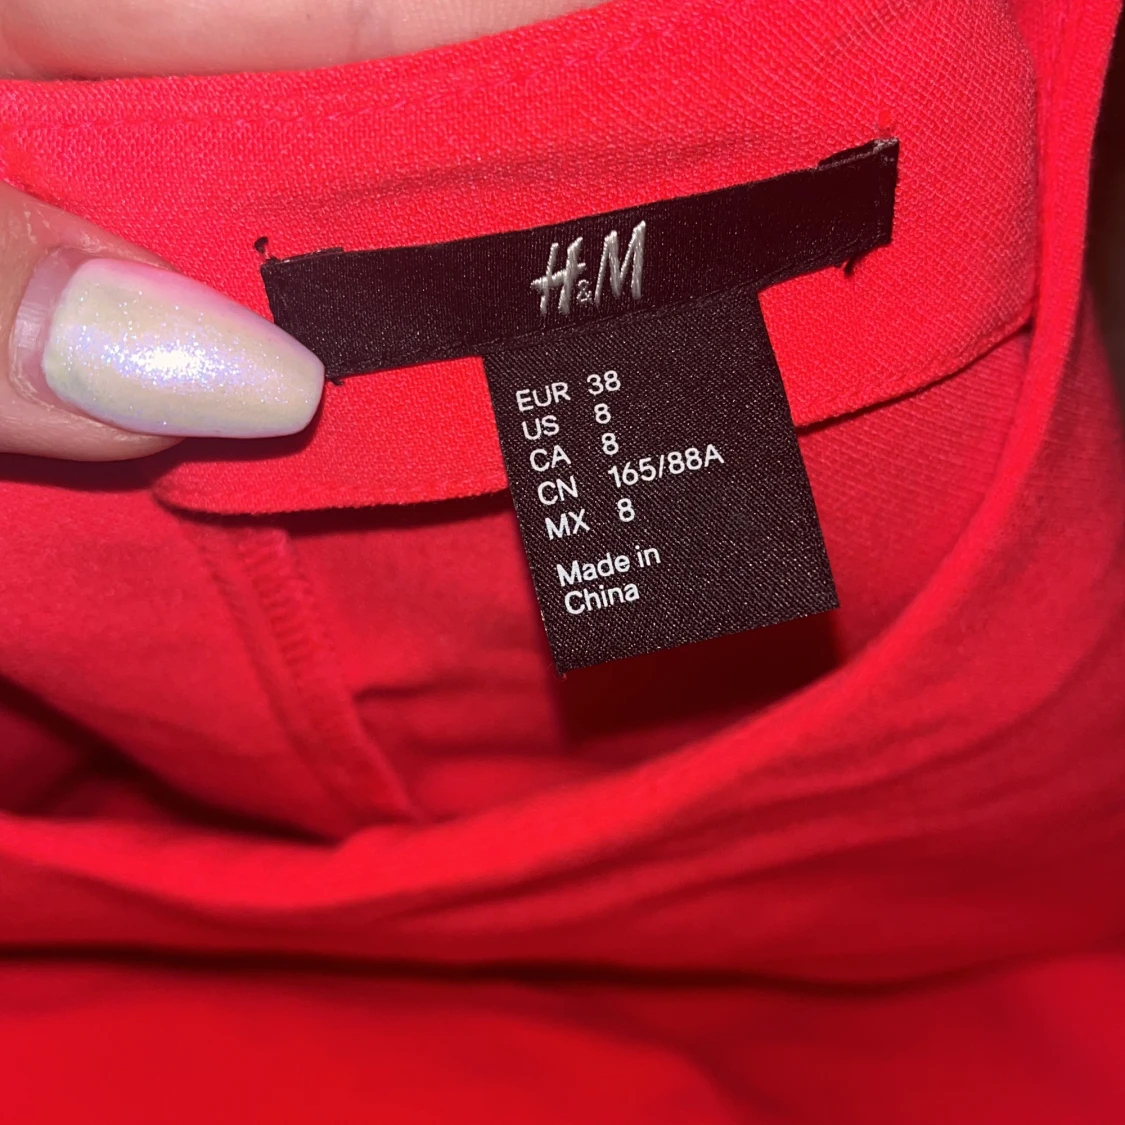 H&M
EUR 38
US 8
CA 8
CN 165/88A
MX 8
Made in
China